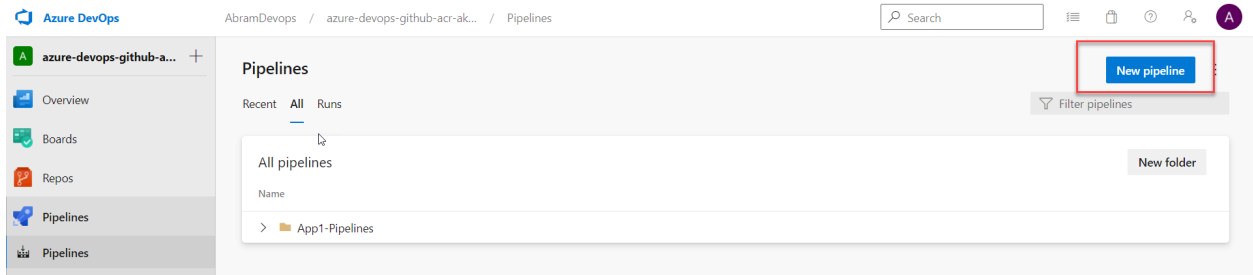 Azure DevOps
AbramDevops / azure-devops-github-acr-ak... / Pipelines
Search
A
A azure-devops-github-a...
Overview
Boards
Repos
Pipelines
Pipelines
Pipelines
New pipeline
Recent All Runs
Filter pipelines
All pipelines
New folder
Name
App1-Pipelines